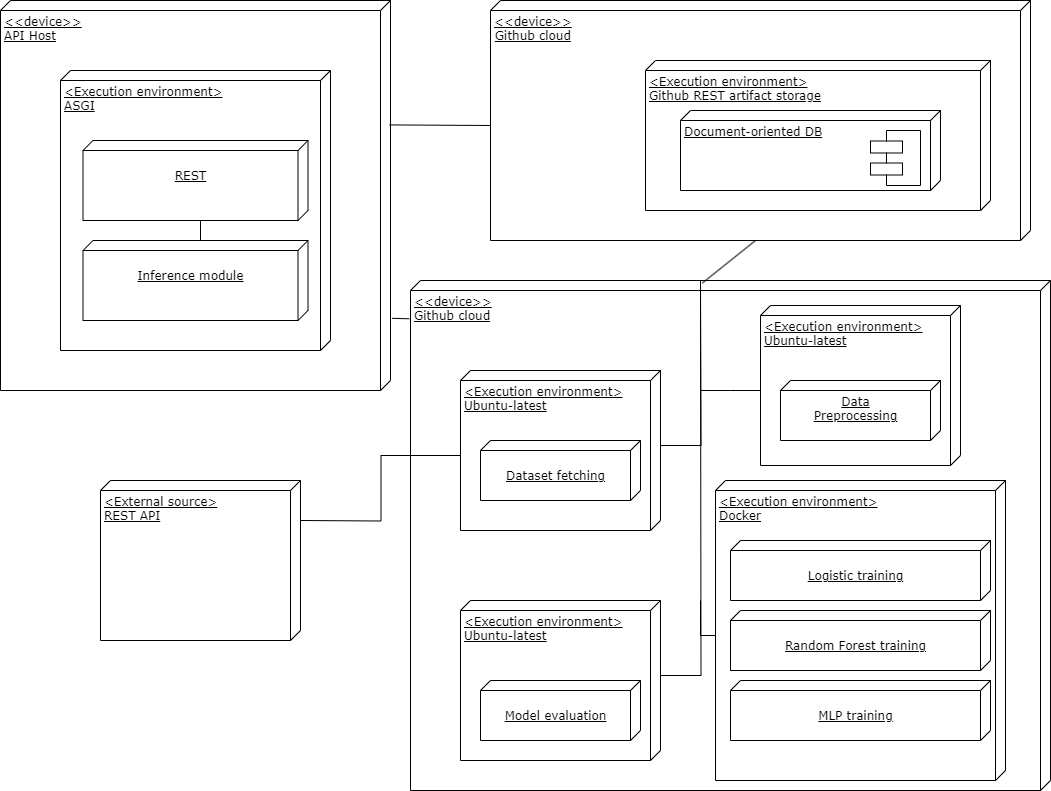 <<device>>
API Host
<Execution environment>
ASGI
REST
Inference module
<<device>>
Github cloud
<Execution environment>
Github REST artifact storage
Document-oriented DB
<<device>>
Github cloud
<Execution environment>
Ubuntu-latest
Data
Preprocessing
<Execution environment>
Ubuntu-latest
Dataset fetching
<External source>
REST API
<Execution environment>
Docker
Logistic training
Random Forest training
MLP training
<Execution environment>
Ubuntu-latest
Model evaluation